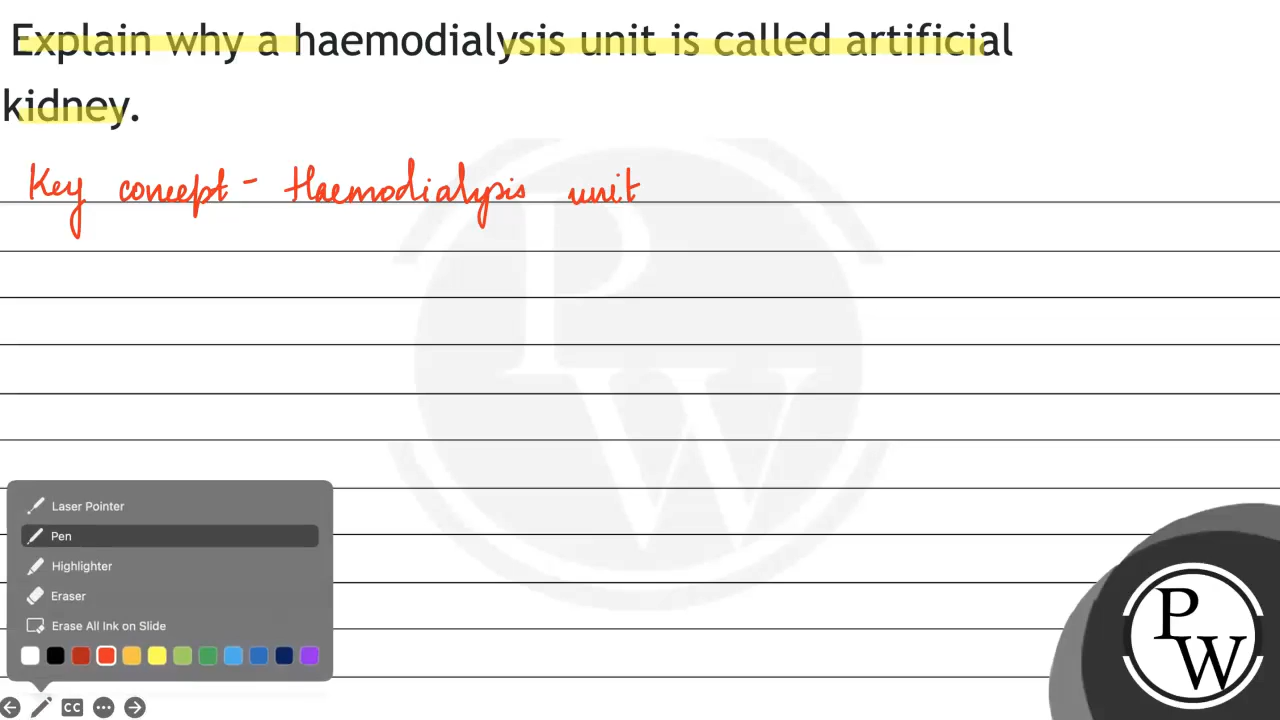 Explain why a haemodialysis unit is called artificial
kidney.
Key concept - Haemodialysis unit
P
W
Laser Pointer
Pen
Highlighter
Eraser
Erase All Ink on Slide
CC
P
W